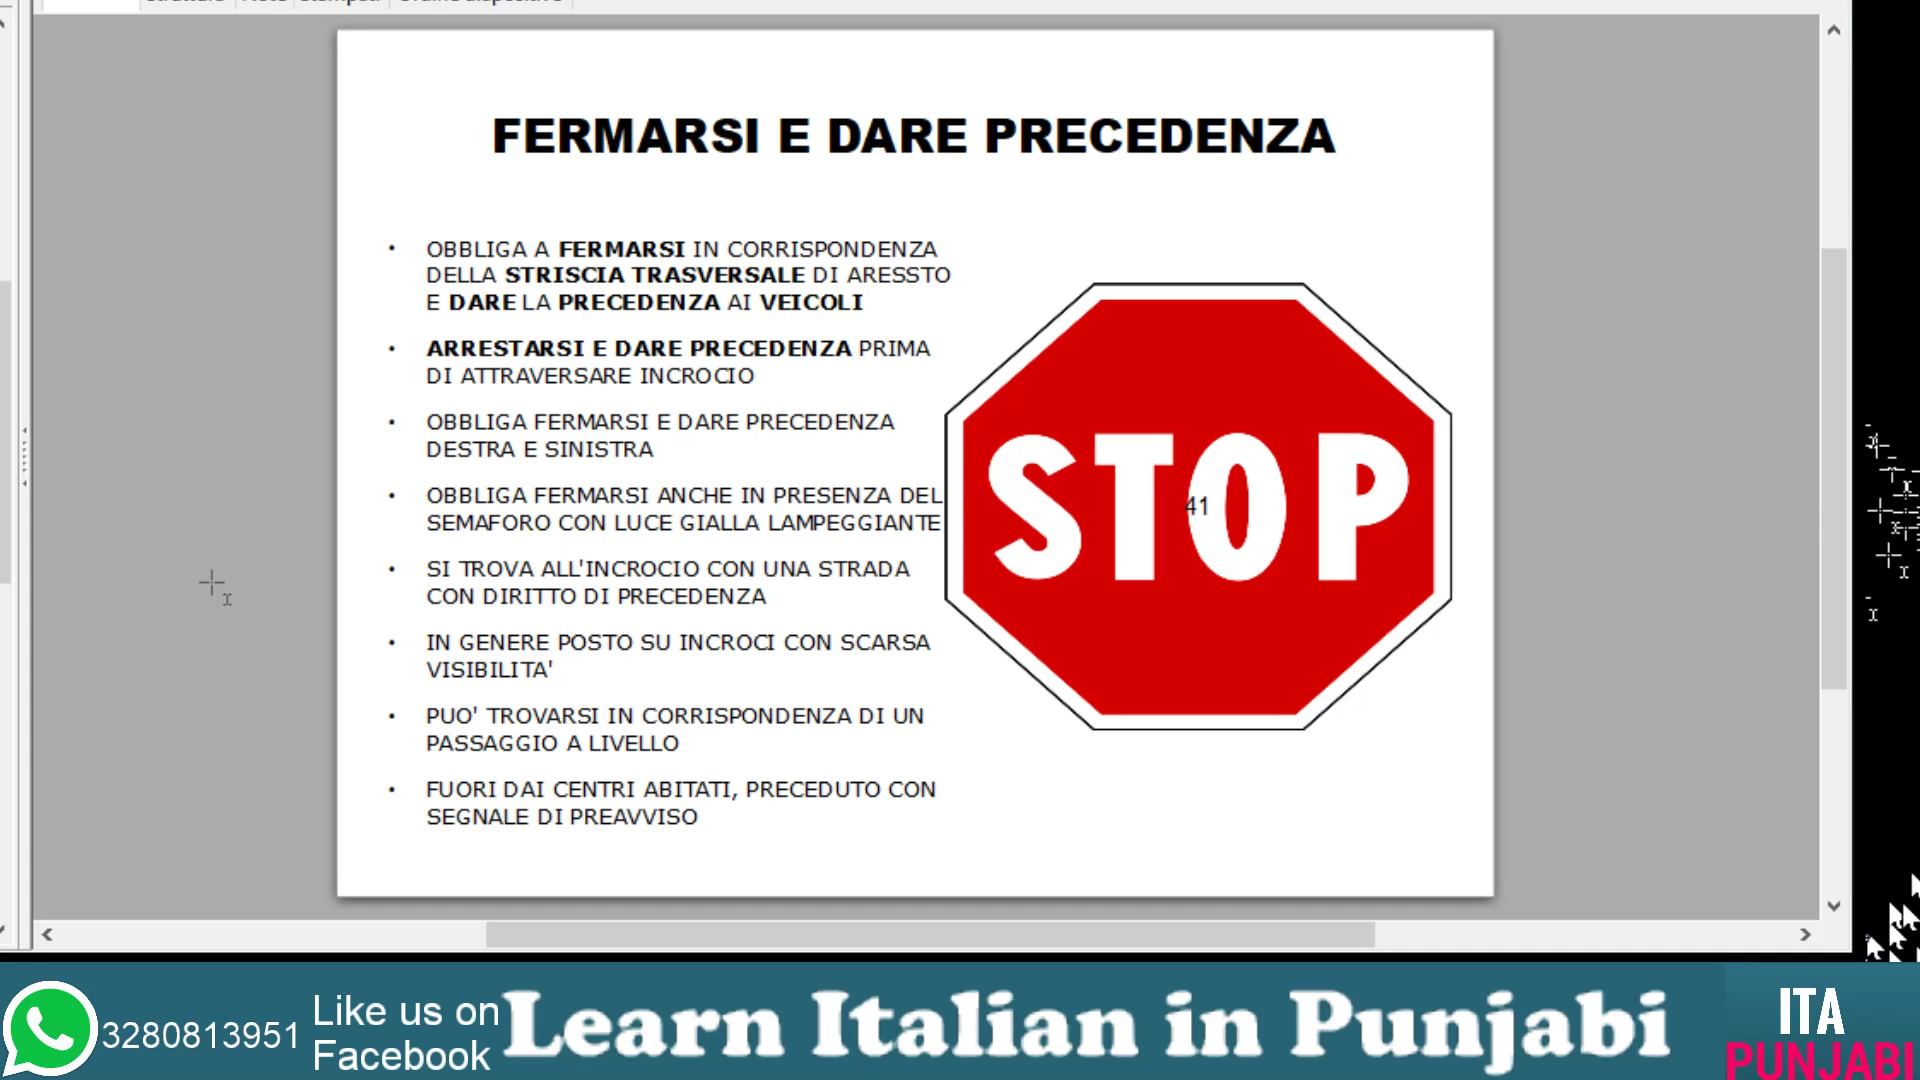 FERMARSI E DARE PRECEDENZA
• OBBLIGA A FERMARSI IN CORRISPONDENZA
DELLA STRISCIA TRASVERSALE DI ARESSTO
E DARE LA PRECEDENZA AI VEICOLI
• ARRESTARSI E DARE PRECEDENZA PRIMA
DI ATTRAVERSARE INCROCIO
• OBBLIGA FERMARSI E DARE PRECEDENZA
DESTRA E SINISTRA
• OBBLIGA FERMARSI ANCHE IN PRESENZA DEL
SEMAFORO CON LUCE GIALLA LAMPEGGIANTE
• SI TROVA ALL'INCROCIO CON UNA STRADA
CON DIRITTO DI PRECEDENZA
• IN GENERE POSTO SU INCROCI CON SCARSA
VISIBILITA'
• PUO' TROVARSI IN CORRISPONDENZA DI UN
PASSAGGIO A LIVELLO
• FUORI DAI CENTRI ABITATI, PRECEDUTO CON
SEGNALE DI PREAVVISO
STOP
41
3280813951
Like us on
Facebook
Learn Italian in Punjabi
ITA
PUNJABI